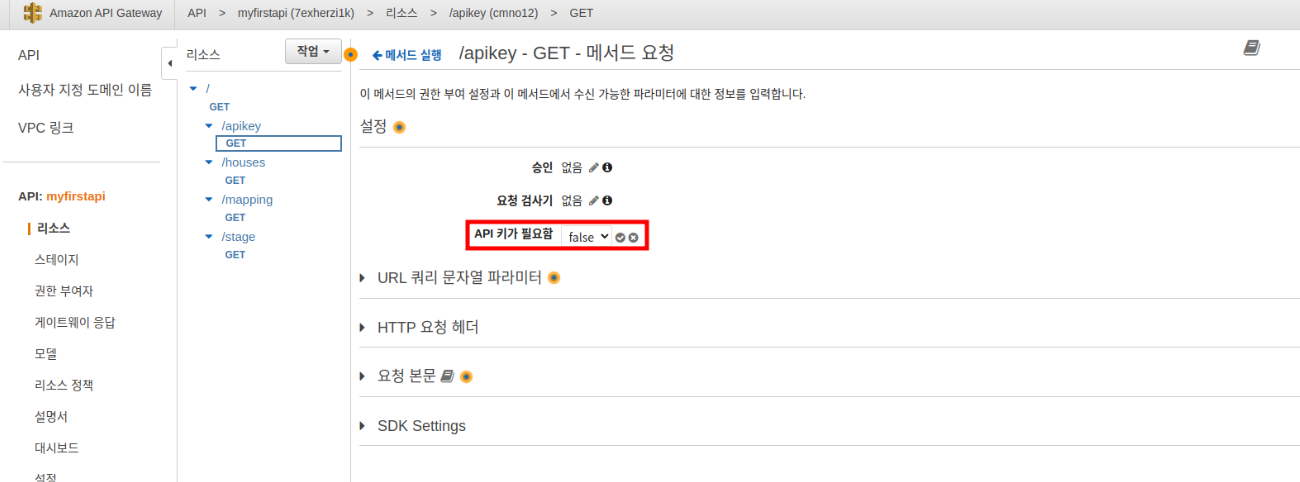 Amazon API Gateway
API > myfirstapi (7exherzi1k) > 리소스 > /apikey (cmno12) > GET
API
사용자 지정 도메인 이름
VPC 링크
API: myfirstapi
리소스
스테이지
권한 부여자
게이트웨이 응답
모델
리소스 정책
설명서
대시보드
설정
리소스
작업
/
GET
/apikey
GET
/houses
GET
/mapping
GET
/stage
GET
메서드 실행
/apikey - GET - 메서드 요청
이 메서드의 권한 부여 설정과 이 메서드에서 수신 가능한 파라미터에 대한 정보를 입력합니다.
설정
승인 없음
요청 검사기 없음
API 키가 필요함 false
URL 쿼리 문자열 파라미터
HTTP 요청 헤더
요청 본문
SDK Settings